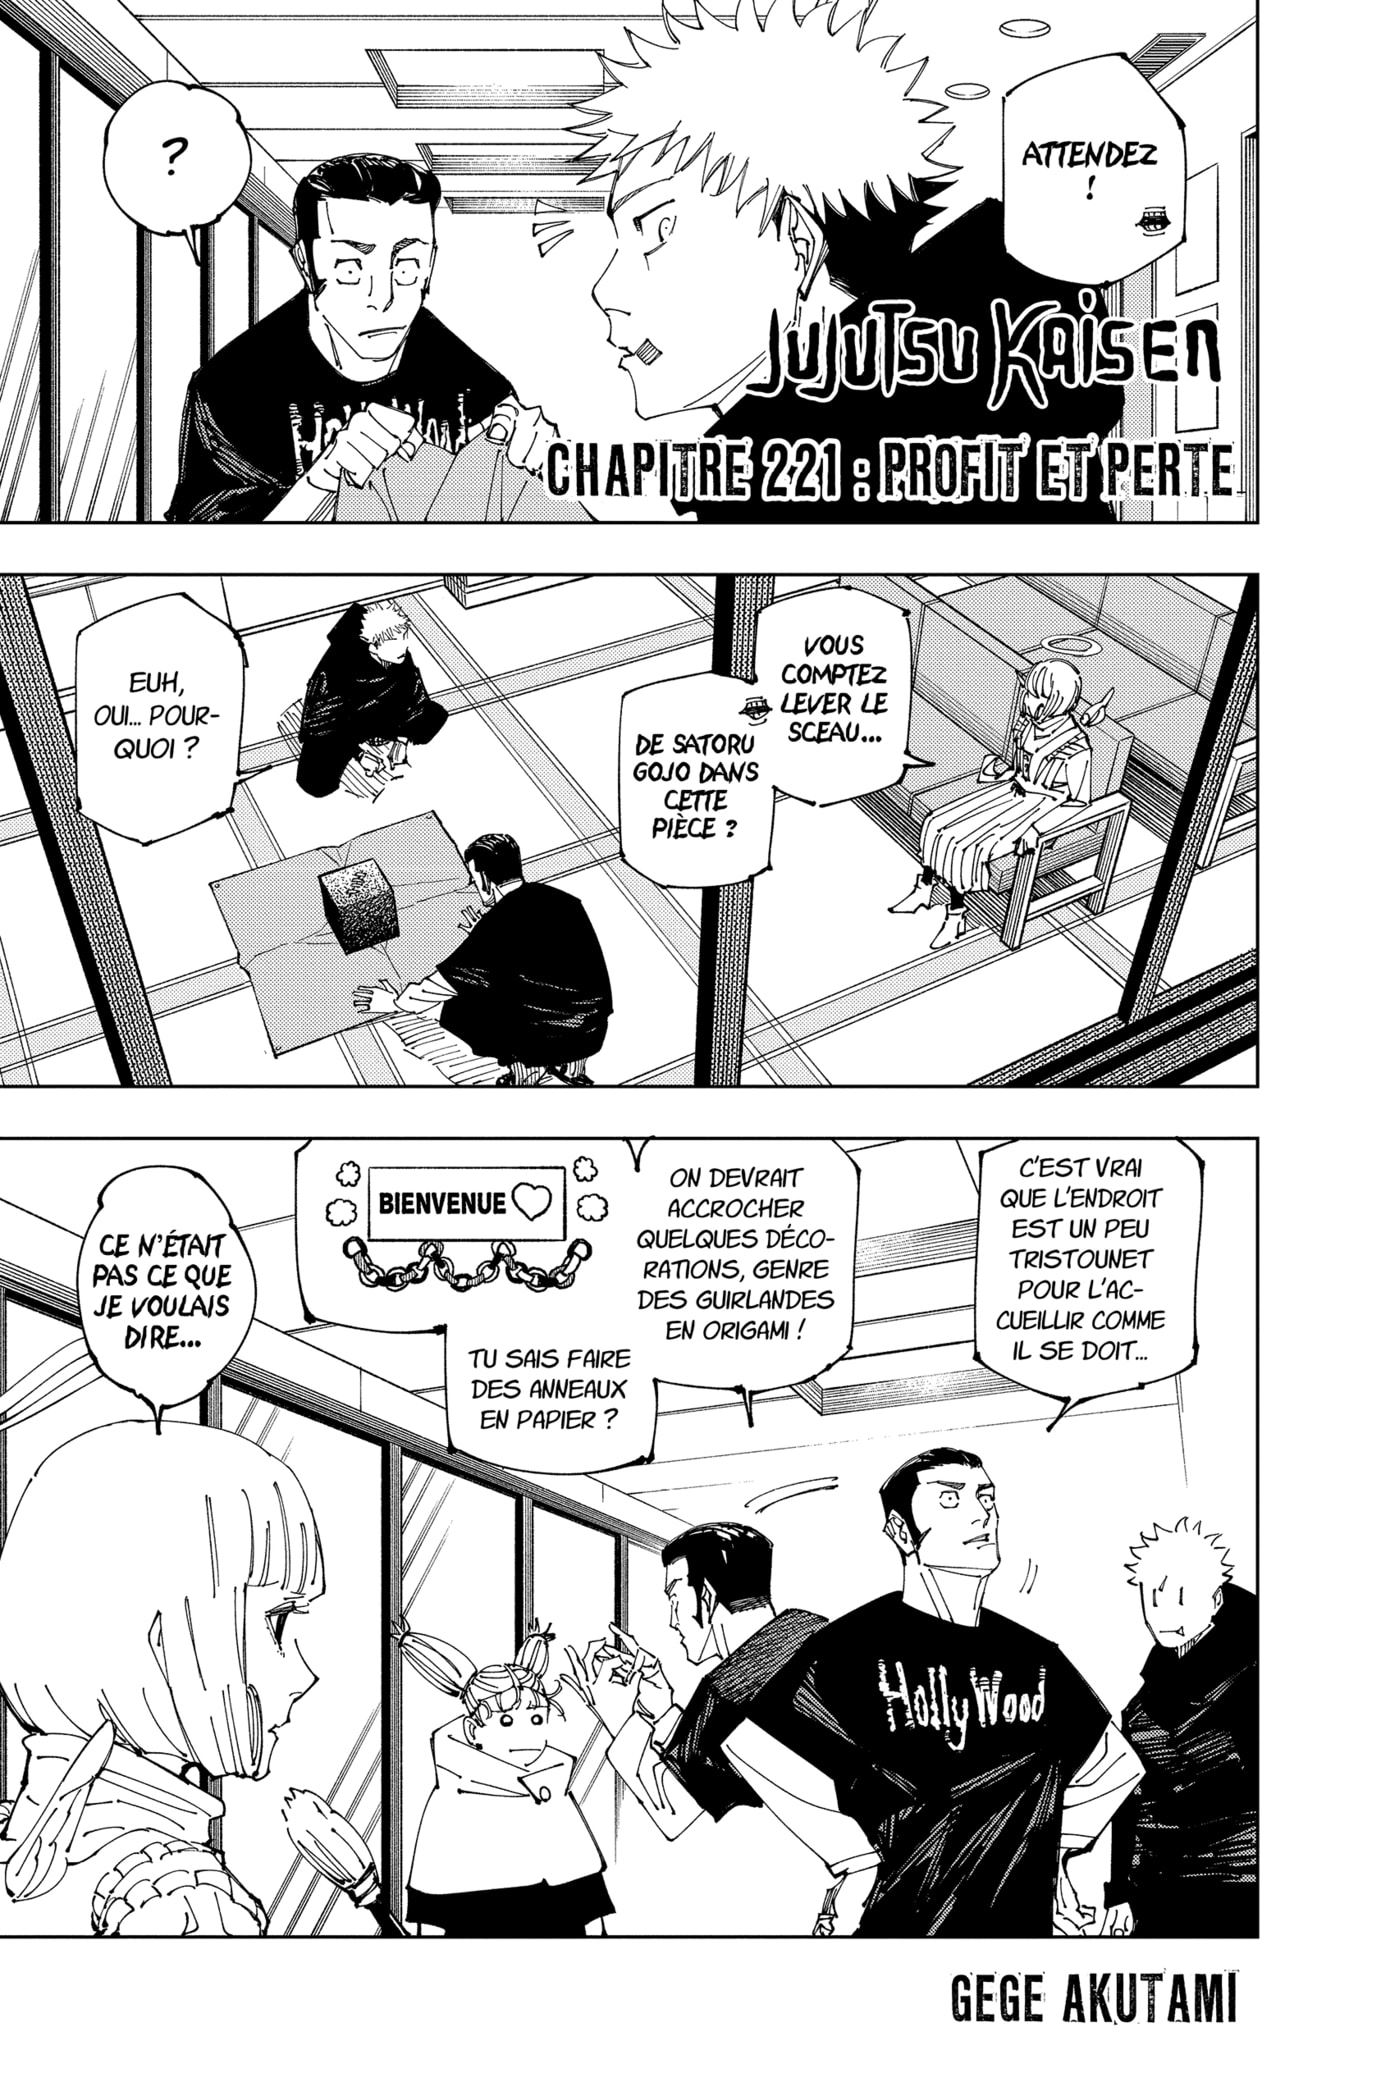 ATTENDEZ
!
?
JUJUTSU KAISEN
CHAPITRE 221 : PROFIT ET PERTE
VOUS
COMPTEZ
LEVER LE
SCEAU...
DE SATORU
GOJO DANS
CETTE
PIÈCE ?
EUH,
OUI... POUR-
QUOI ?
C'EST VRAI
QUE L'ENDROIT
EST UN PEU
TRISTOUNET
POUR L'AC-
CUEILLIR COMME
IL SE DOIT...
ON DEVRAIT
ACCROCHER
QUELQUES DÉCO-
RATIONS, GENRE
DES GUIRLANDES
EN ORIGAMI !
BIENVENUE
TU SAIS FAIRE
DES ANNEAUX
EN PAPIER ?
CE N'ÉTAIT
PAS CE QUE
JE VOULAIS
DIRE...
HollyWood
GEGE AKUTAMI